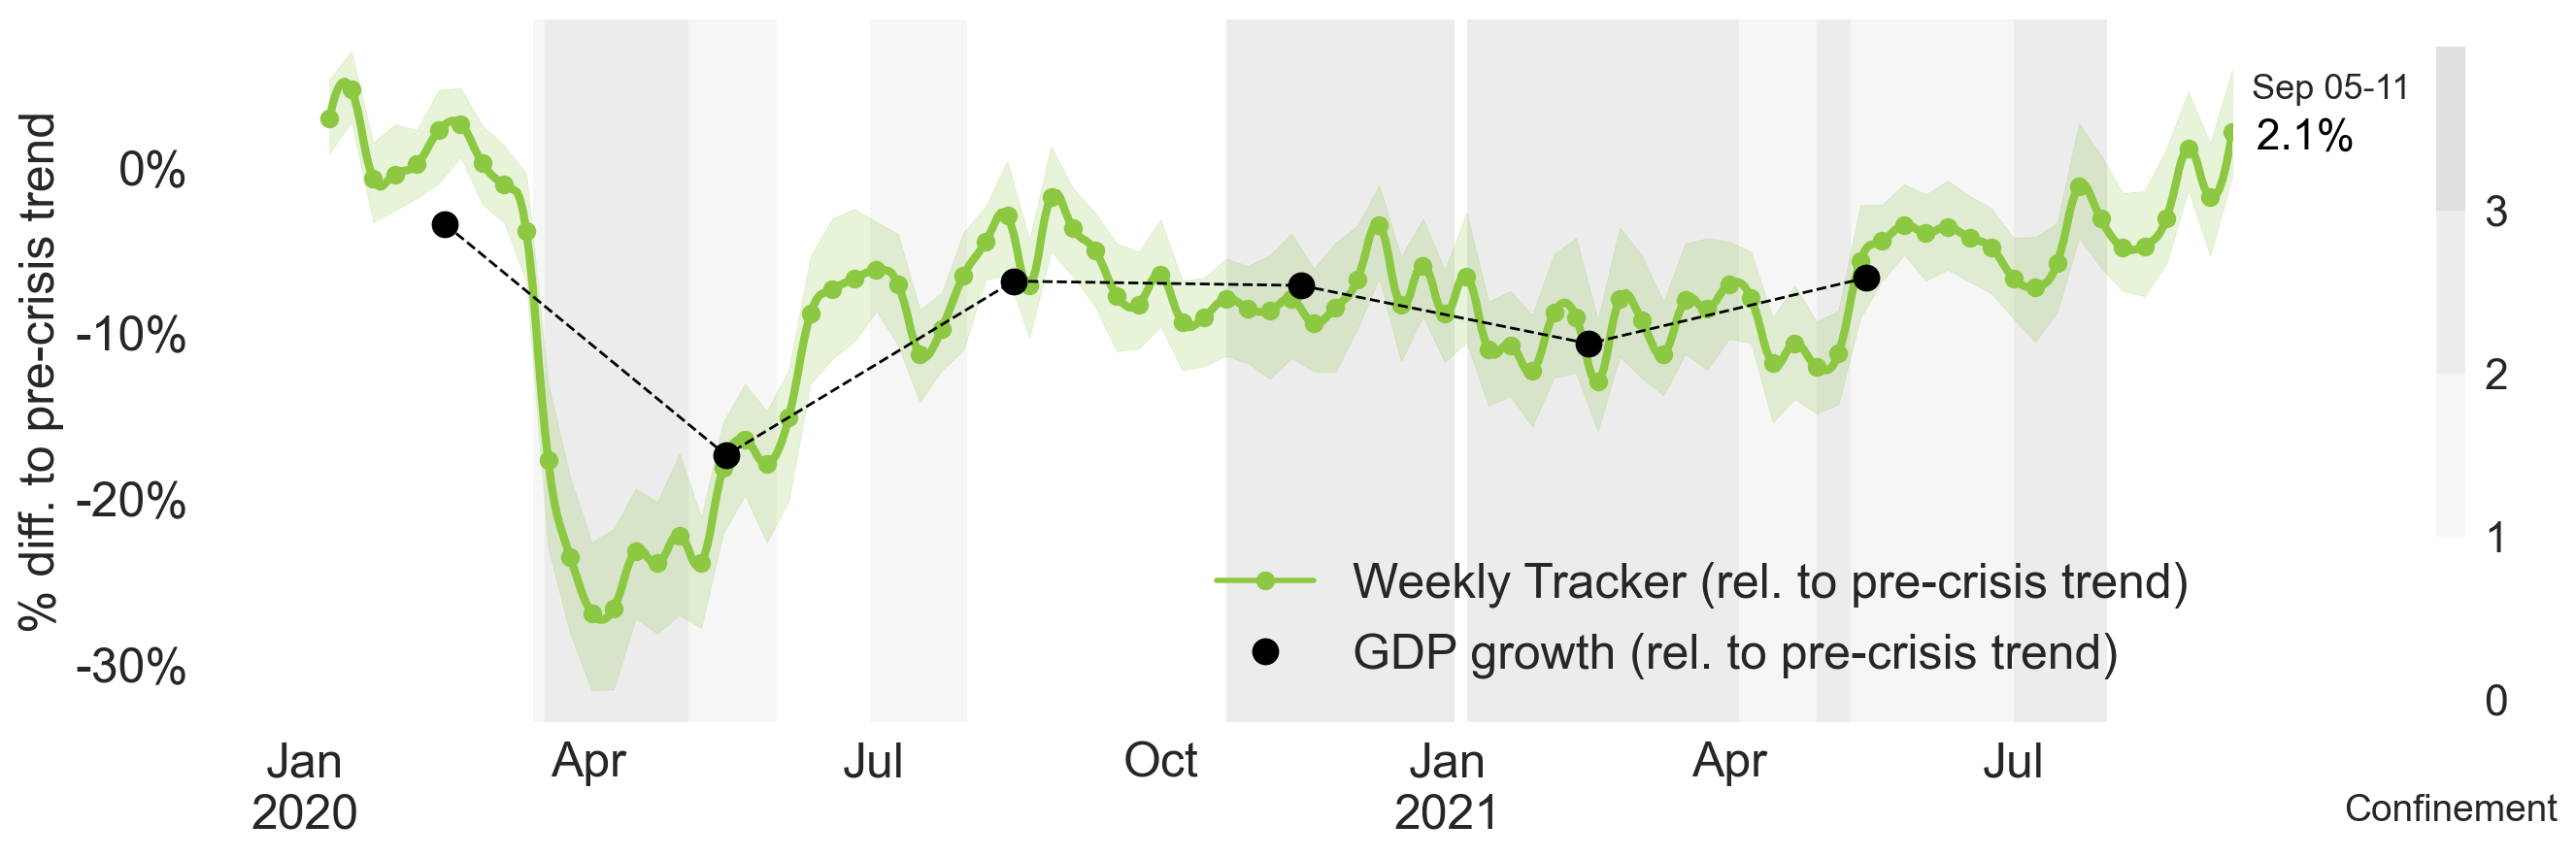 % diff. to pre-crisis trend
0%
-10%
-20%
-30%
Jan
2020
Apr
Jul
Oct
Jan
2021
Apr
Jul
Weekly Tracker (rel. to pre-crisis trend)
GDP growth (rel. to pre-crisis trend)
Sep 05-11
2.1%
3
2
1
0
Confinement